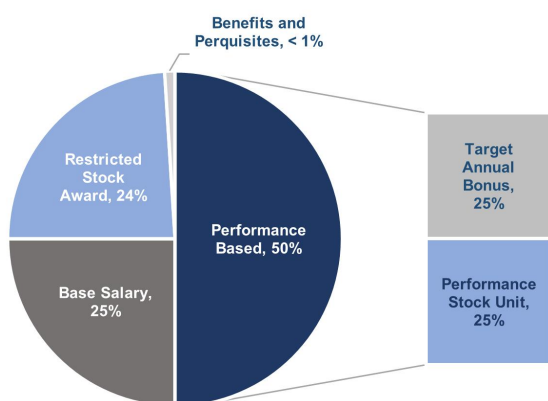 Benefits and
Perquisites, < 1%
Restricted
Stock
Award, 24%
Performance
Based, 50%
Base Salary,
25%
Target
Annual
Bonus,
25%
Performance
Stock Unit,
25%